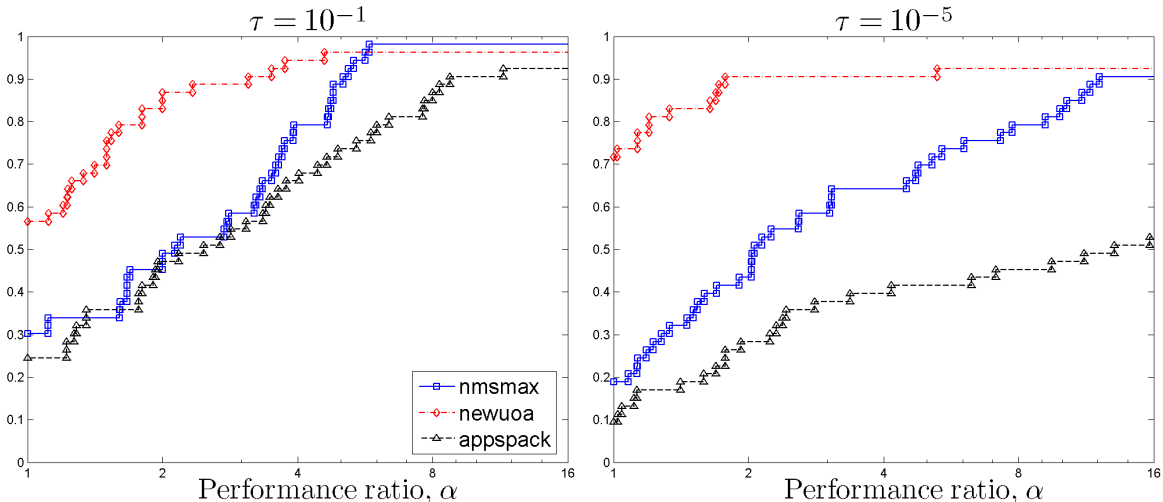 τ = 10⁻¹
1
0.9
0.8
0.7
0.6
0.5
0.4
0.3
0.2
0.1
0
1 2 4 8 16
Performance ratio, α
nmsmax
newuoa
appspack
τ = 10⁻⁵
1
0.9
0.8
0.7
0.6
0.5
0.4
0.3
0.2
0.1
0
1 2 4 8 16
Performance ratio, α